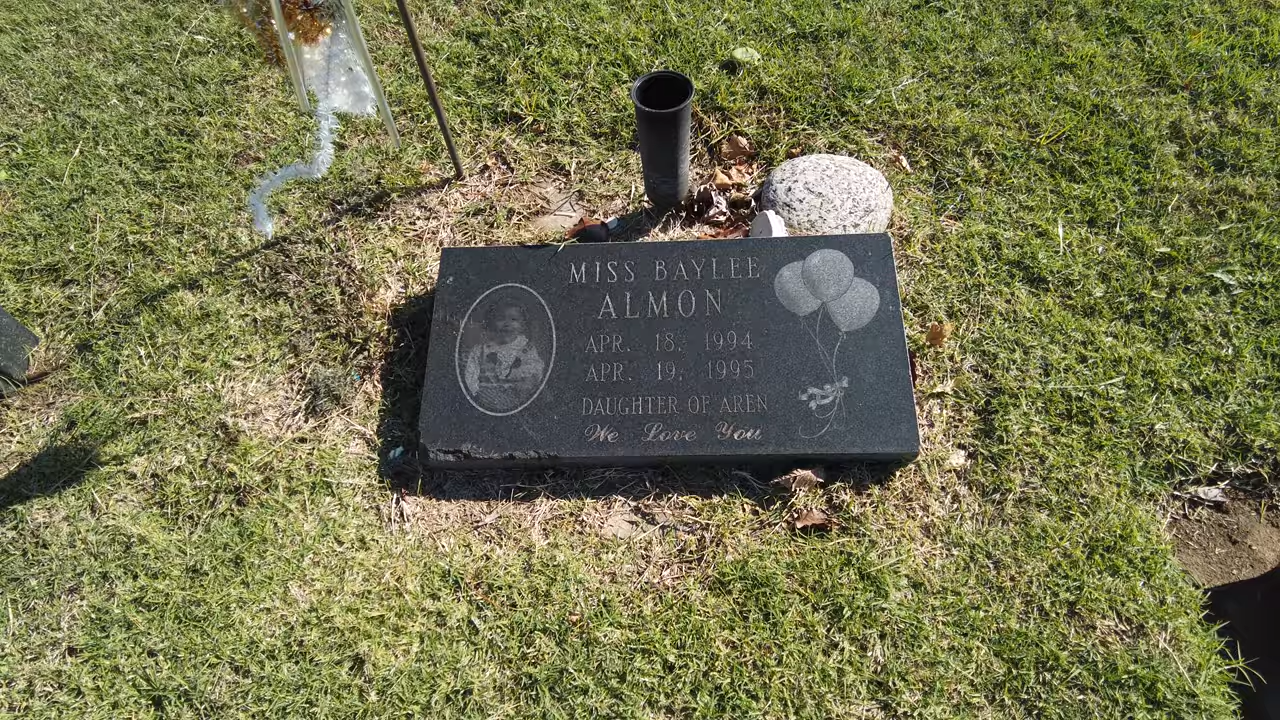 MISS BAYLEE
ALMON
APR. 18, 1994
APR. 19, 1995
DAUGHTER OF AREN
We Love You